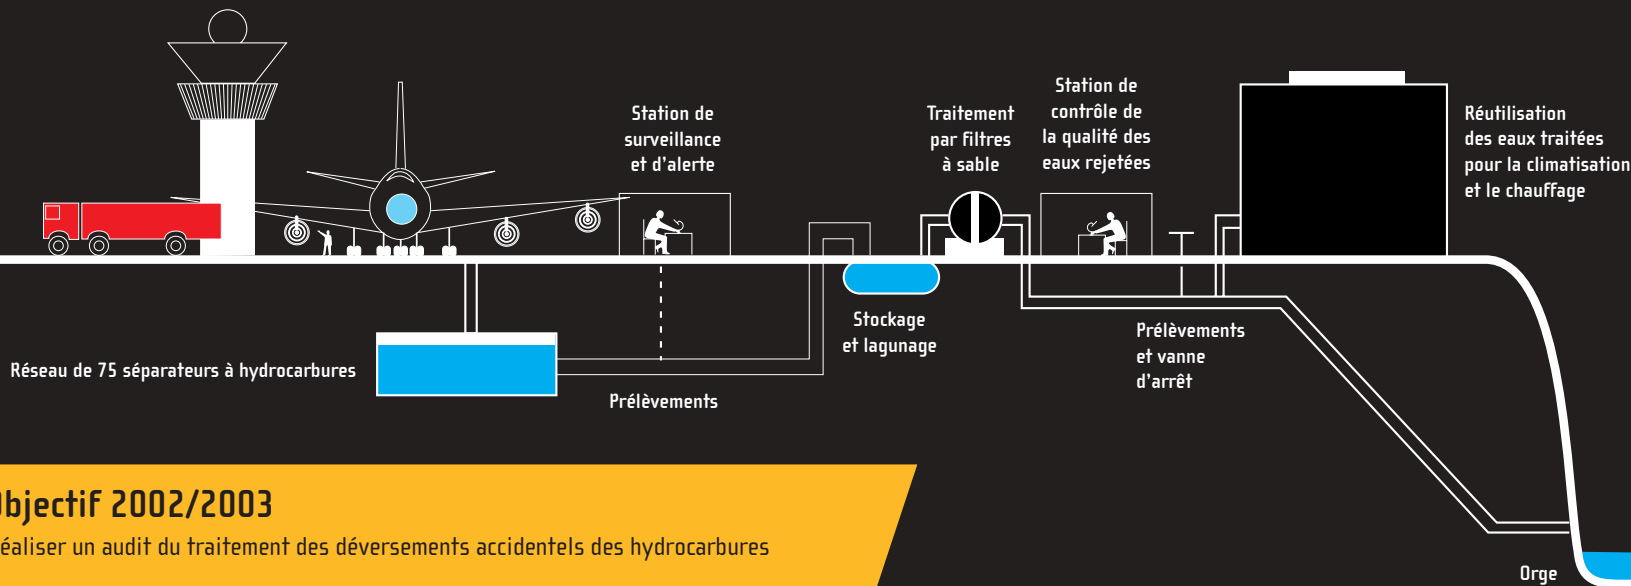 Station de
surveillance
et d'alerte
Traitement
par filtres
à sable
Station de
contrôle de
la qualité des
eaux rejetées
Réutilisation
des eaux traitées
pour la climatisation
et le chauffage
Réseau de 75 séparateurs à hydrocarbures
Prélèvements
Stockage
et lagunage
Prélèvements
et vanne
d'arrêt
Orge
Objectif 2002/2003
éaliser un audit du traitement des déversements accidentels des hydrocarbures